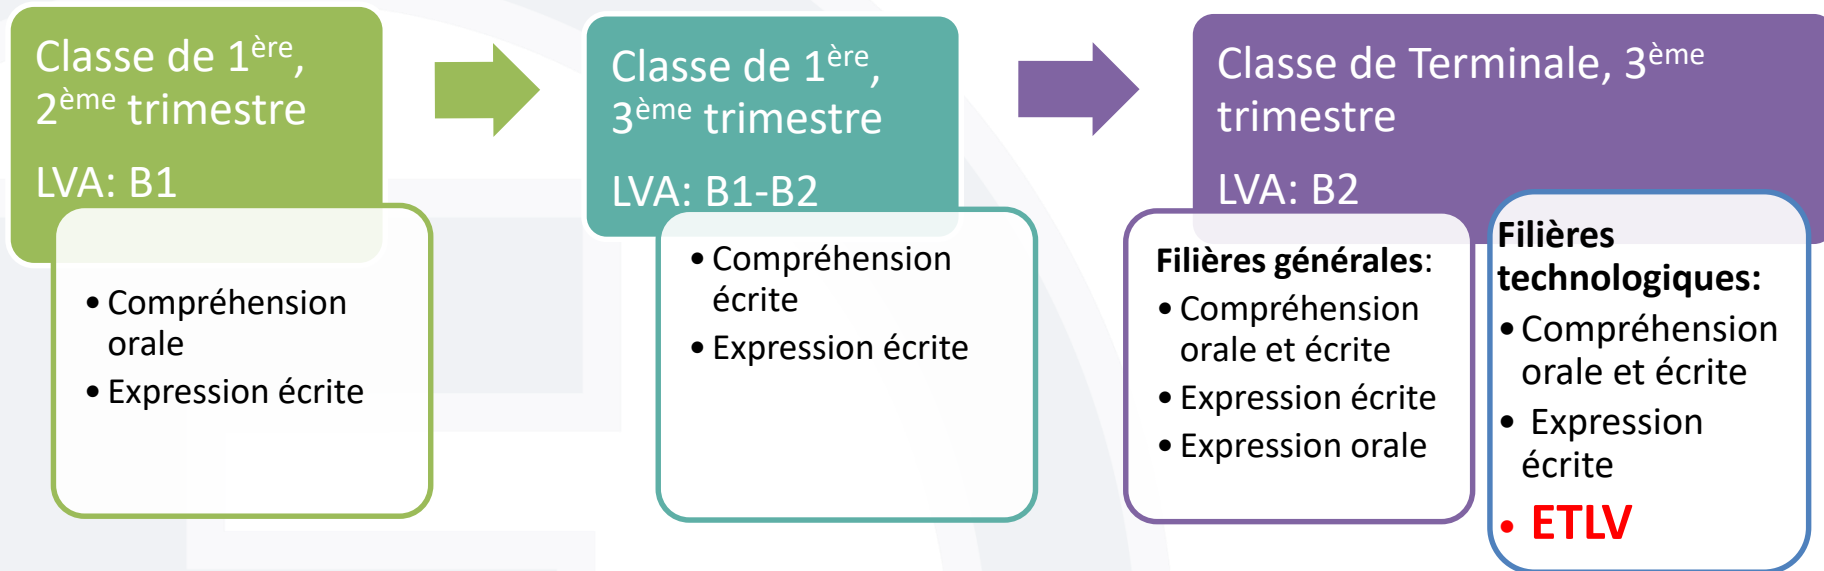 Classe de 1ère,
2ème trimestre
LVA: B1
• Compréhension
orale
• Expression écrite
Classe de 1ère,
3ème trimestre
LVA: B1-B2
• Compréhension
écrite
• Expression écrite
Classe de Terminale, 3ème
trimestre
LVA: B2
Filières générales:
• Compréhension
orale et écrite
• Expression écrite
• Expression orale
Filières
technologiques:
• Compréhension
orale et écrite
• Expression
écrite
• ETLV